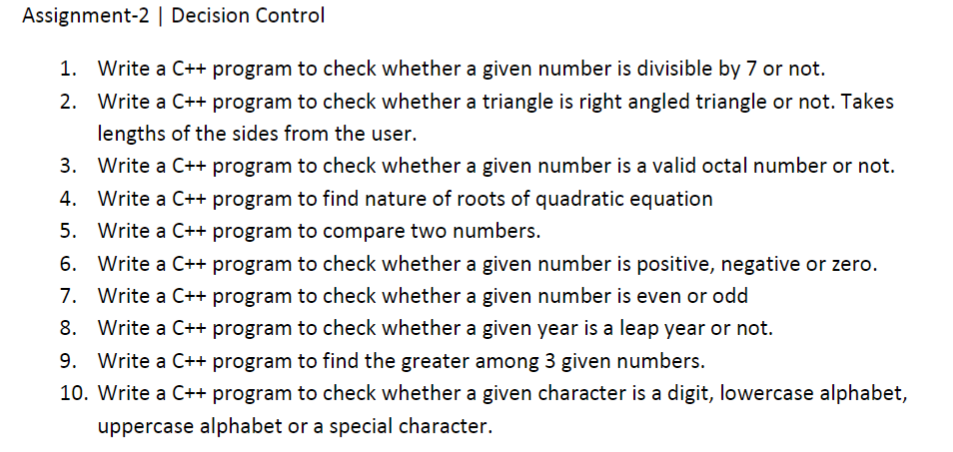 Assignment-2 | Decision Control
1. Write a C++ program to check whether a given number is divisible by 7 or not.
2. Write a C++ program to check whether a triangle is right angled triangle or not. Takes
lengths of the sides from the user.
3. Write a C++ program to check whether a given number is a valid octal number or not.
4. Write a C++ program to find nature of roots of quadratic equation
5. Write a C++ program to compare two numbers.
6. Write a C++ program to check whether a given number is positive, negative or zero.
7. Write a C++ program to check whether a given number is even or odd
8. Write a C++ program to check whether a given year is a leap year or not.
9. Write a C++ program to find the greater among 3 given numbers.
10. Write a C++ program to check whether a given character is a digit, lowercase alphabet,
uppercase alphabet or a special character.